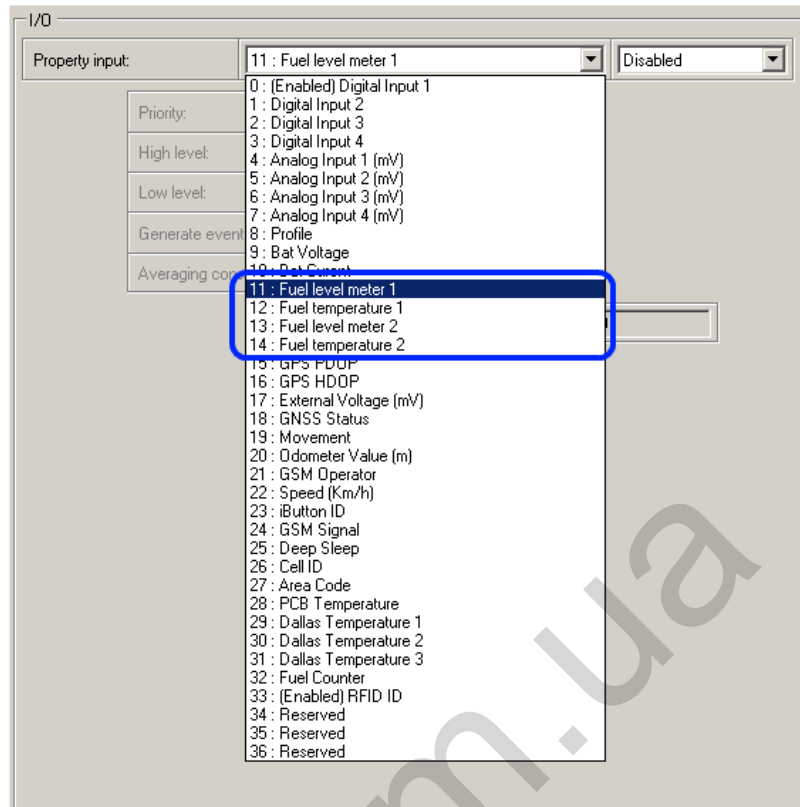 I/O
Property input:
11 : Fuel level meter 1
Disabled
0 : (Enabled) Digital Input 1
1 : Digital Input 2
Priority:
2 : Digital Input 3
3 : Digital Input 4
High level:
4 : Analog Input 1 (mV)
5 : Analog Input 2 (mV)
Low level:
6 : Analog Input 3 (mV)
7 : Analog Input 4 (mV)
Generate event
8 : Profile
9 : Bat Voltage
Averaging con
10 : Bat Curent
11 : Fuel level meter 1
12 : Fuel temperature 1
13 : Fuel level meter 2
14 : Fuel temperature 2
15 : GPS PDOP
16 : GPS HDOP
17 : External Voltage (mV)
18 : GNSS Status
19 : Movement
20 : Odometer Value (m)
21 : GSM Operator
22 : Speed (Km/h)
23 : iButton ID
24 : GSM Signal
25 : Deep Sleep
26 : Cell ID
27 : Area Code
28 : PCB Temperature
29 : Dallas Temperature 1
30 : Dallas Temperature 2
31 : Dallas Temperature 3
32 : Fuel Counter
33 : (Enabled) RFID ID
34 : Reserved
35 : Reserved
36 : Reserved
m.ua